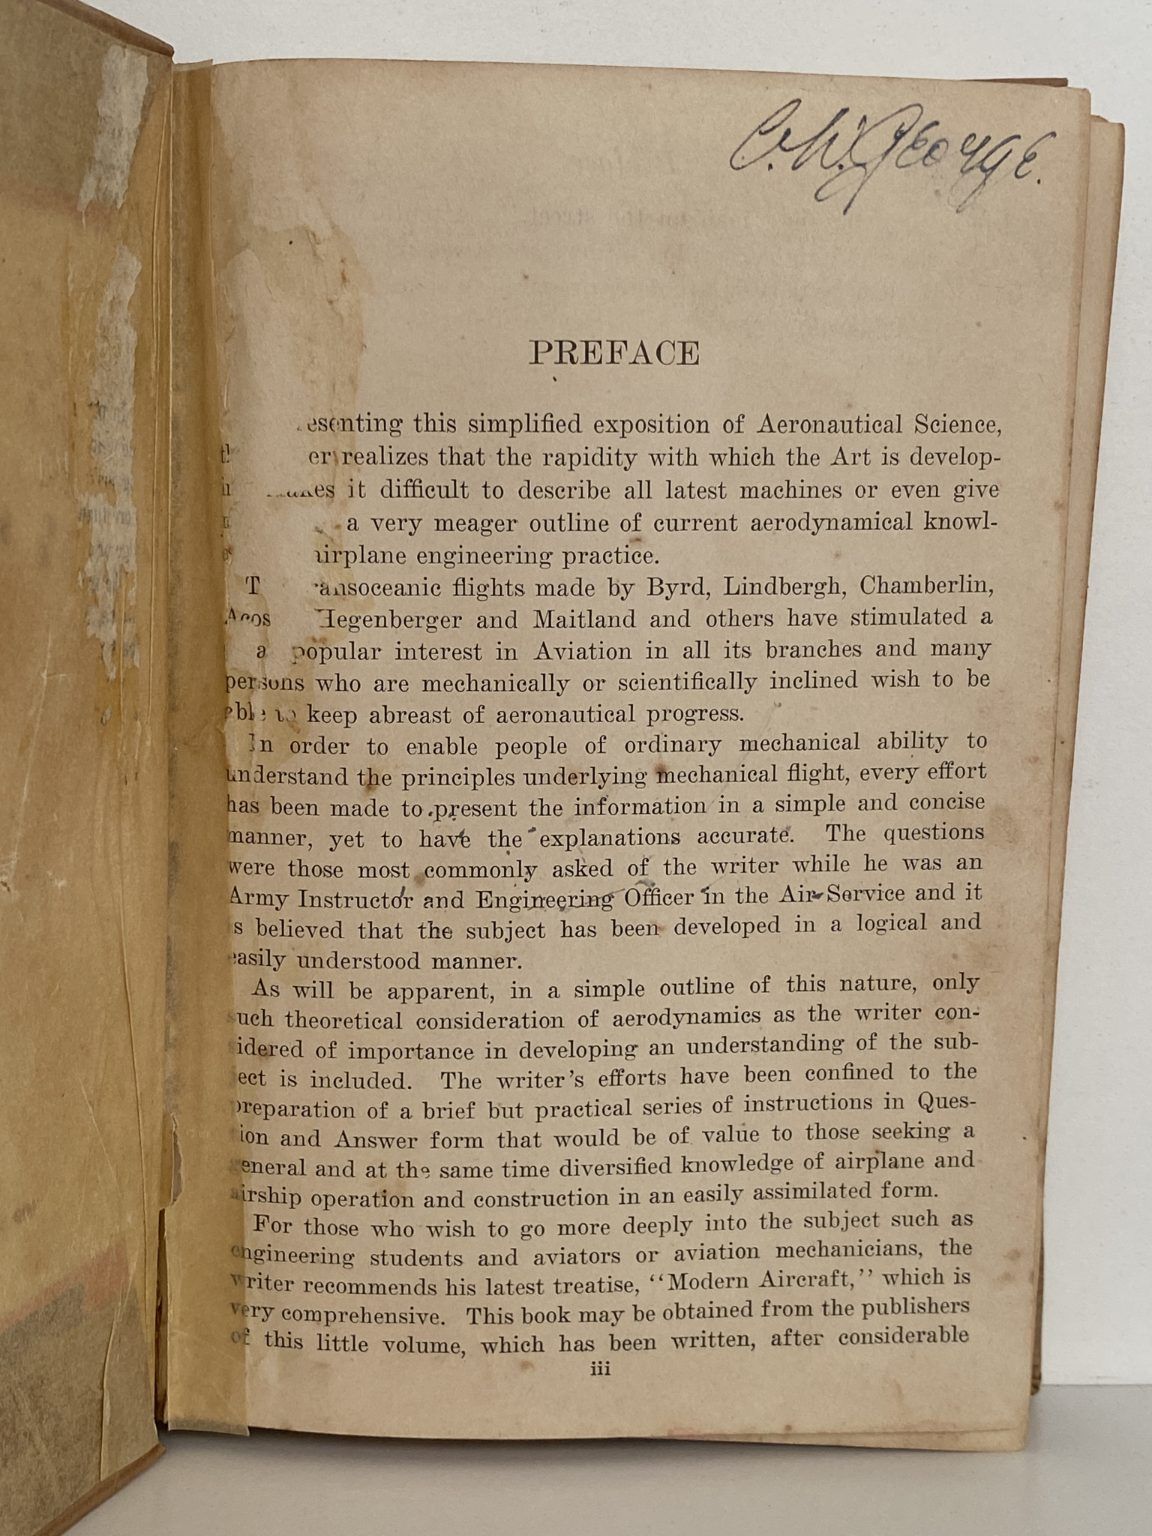 C. W. George.
PREFACE
esenting this simplified exposition of Aeronautical Science,
er realizes that the rapidity with which the Art is develop-
es it difficult to describe all latest machines or even give
a very meager outline of current aerodynamical knowl-
airplane engineering practice.
T ransoceanic flights made by Byrd, Lindbergh, Chamberlin,
Acos Hegenberger and Maitland and others have stimulated a
a popular interest in Aviation in all its branches and many
persons who are mechanically or scientifically inclined wish to be
able to keep abreast of aeronautical progress.
In order to enable people of ordinary mechanical ability to
understand the principles underlying mechanical flight, every effort
has been made to present the information in a simple and concise
manner, yet to have the explanations accurate. The questions
were those most commonly asked of the writer while he was an
Army Instructor and Engineering Officer in the Air Service and it
s believed that the subject has been developed in a logical and
easily understood manner.
As will be apparent, in a simple outline of this nature, only
such theoretical consideration of aerodynamics as the writer con-
idered of importance in developing an understanding of the sub-
ect is included. The writer's efforts have been confined to the
preparation of a brief but practical series of instructions in Ques-
tion and Answer form that would be of value to those seeking a
general and at the same time diversified knowledge of airplane and
airship operation and construction in an easily assimilated form.
For those who wish to go more deeply into the subject such as
engineering students and aviators or aviation mechanicians, the
writer recommends his latest treatise, "Modern Aircraft," which is
very comprehensive. This book may be obtained from the publishers
of this little volume, which has been written, after considerable
iii